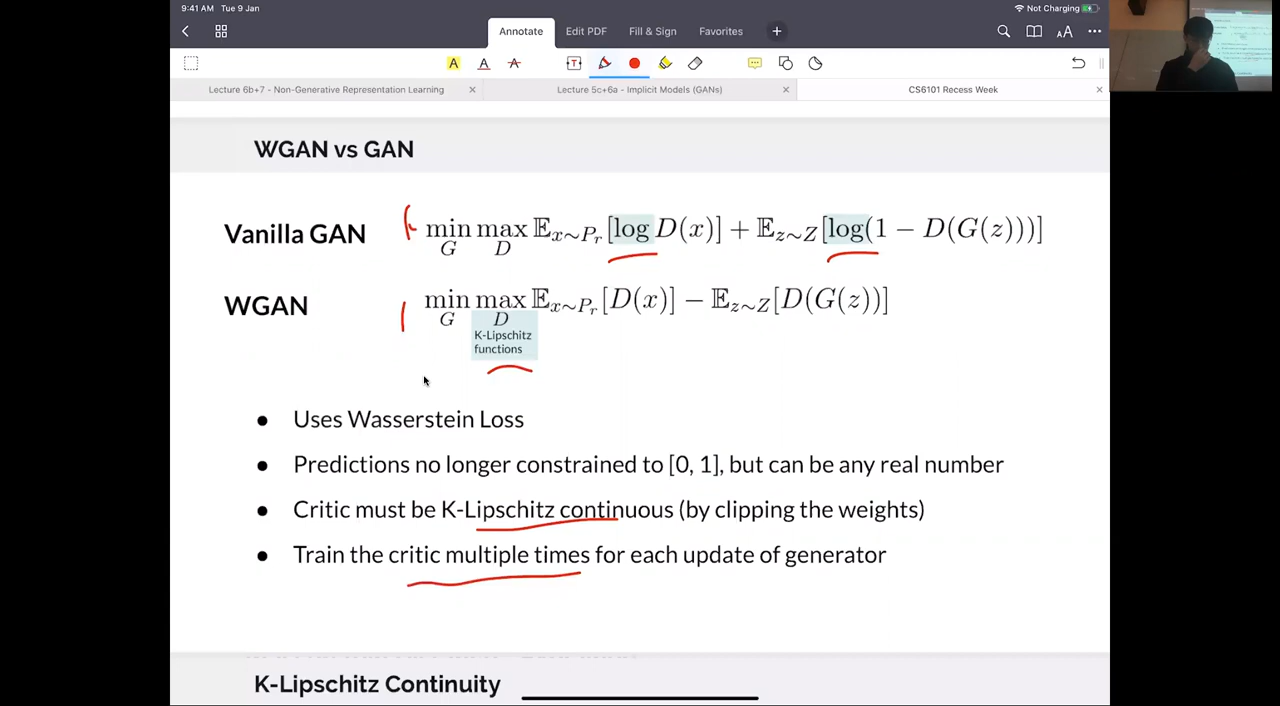 9:41 AM Tue 9 Jan
Not Charging
Annotate
Edit PDF
Fill & Sign
Favorites
Lecture 6b+7 - Non-Generative Representation Learning
Lecture 5c+6a - Implicit Models (GANs)
CS6101 Recess Week
WGAN vs GAN
Vanilla GAN min_G max_D 𝔼_{x∼P_r}[log D(x)] + 𝔼_{z∼Z}[log(1 − D(G(z)))]
WGAN min_G max_D 𝔼_{x∼P_r}[D(x)] − 𝔼_{z∼Z}[D(G(z))]
K-Lipschitz
functions
● Uses Wasserstein Loss
● Predictions no longer constrained to [0, 1], but can be any real number
● Critic must be K-Lipschitz continuous (by clipping the weights)
● Train the critic multiple times for each update of generator
K-Lipschitz Continuity